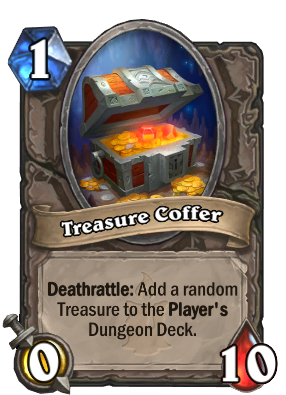 1
Treasure Coffer
Deathrattle: Add a random
Treasure to the Player's
Dungeon Deck.
0
10